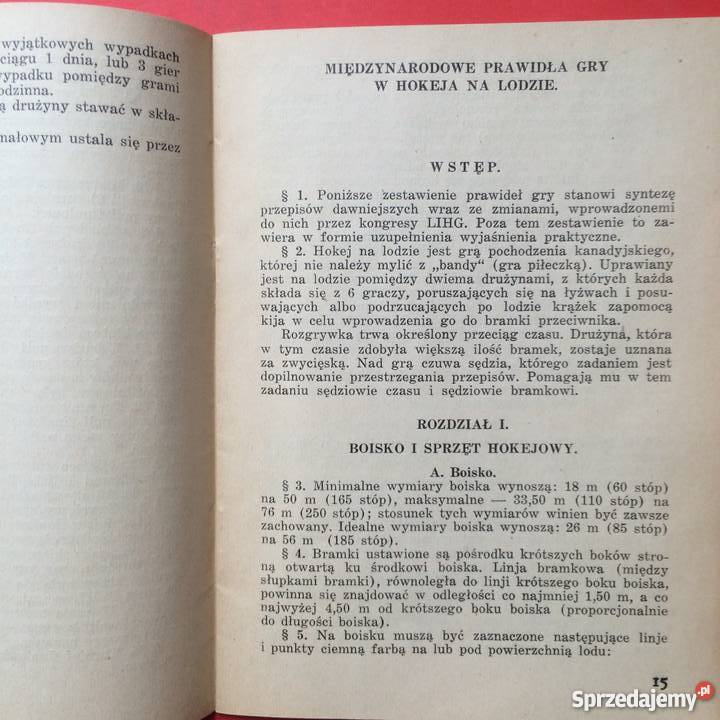 wyjątkowych wypadkach
ciągu 1 dnia, lub 3 gier
wypadku pomiędzy grami
odzinna.
ą drużyny stawać w skła-
nałowym ustala się przez
MIĘDZYNARODOWE PRAWIDŁA GRY
W HOKEJA NA LODZIE.
WSTĘP.
§ 1. Poniższe zestawienie prawideł gry stanowi syntezę
przepisów dawniejszych wraz ze zmianami, wprowadzonemi
do nich przez kongresy LIHG. Poza tem zestawienie to za-
wiera w formie uzupełnienia wyjaśnienia praktyczne.
§ 2. Hokej na lodzie jest grą pochodzenia kanadyjskiego,
której nie należy mylić z „bandy“ (gra piłeczką). Uprawiany
jest na lodzie pomiędzy dwiema drużynami, z których każda
składa się z 6 graczy, poruszających się na łyżwach i posu-
wających albo podrzucających po lodzie krążek zapomocą
kija w celu wprowadzenia go do bramki przeciwnika.
Rozgrywka trwa określony przeciąg czasu. Drużyna, która
w tym czasie zdobyła większą ilość bramek, zostaje uznana
za zwycięską. Nad grą czuwa sędzia, którego zadaniem jest
dopilnowanie przestrzegania przepisów. Pomagają mu w tem
zadaniu sędziowie czasu i sędziowie bramkowi.
ROZDZIAŁ I.
BOISKO I SPRZĘT HOKEJOWY.
A. Boisko.
§ 3. Minimalne wymiary boiska wynoszą: 18 m (60 stóp)
na 50 m (165 stóp), maksymalne — 33,50 m (110 stóp) na
76 m (250 stóp); stosunek tych wymiarów winien być zawsze
zachowany. Idealne wymiary boiska wynoszą: 26 m (85 stóp)
na 56 m (185 stóp).
§ 4. Bramki ustawione są pośrodku krótszych boków stro-
ną otwartą ku środkowi boiska. Linja bramkowa (między
słupkami bramki), równoległa do linji krótszego boku boiska,
powinna się znajdować w odległości co najmniej 1,50 m, a co
najwyżej 4,50 m od krótszego boku boiska (proporcjonalnie
do długości boiska).
§ 5. Na boisku muszą być zaznaczone następujące linje
i punkty ciemną farbą na lub pod powierzchnią lodu:
15
Sprzedajemy.pl